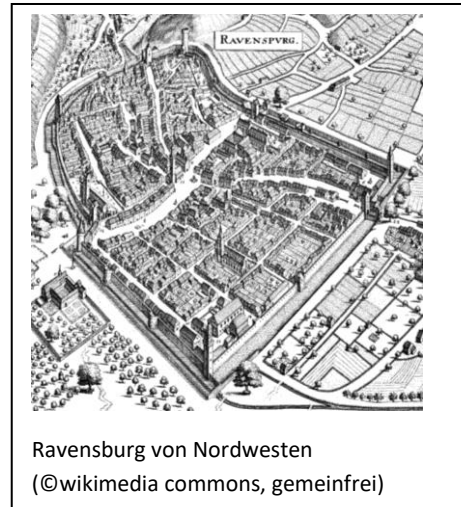 RAVENSPVRG.
Ravensburg von Nordwesten
(©wikimedia commons, gemeinfrei)